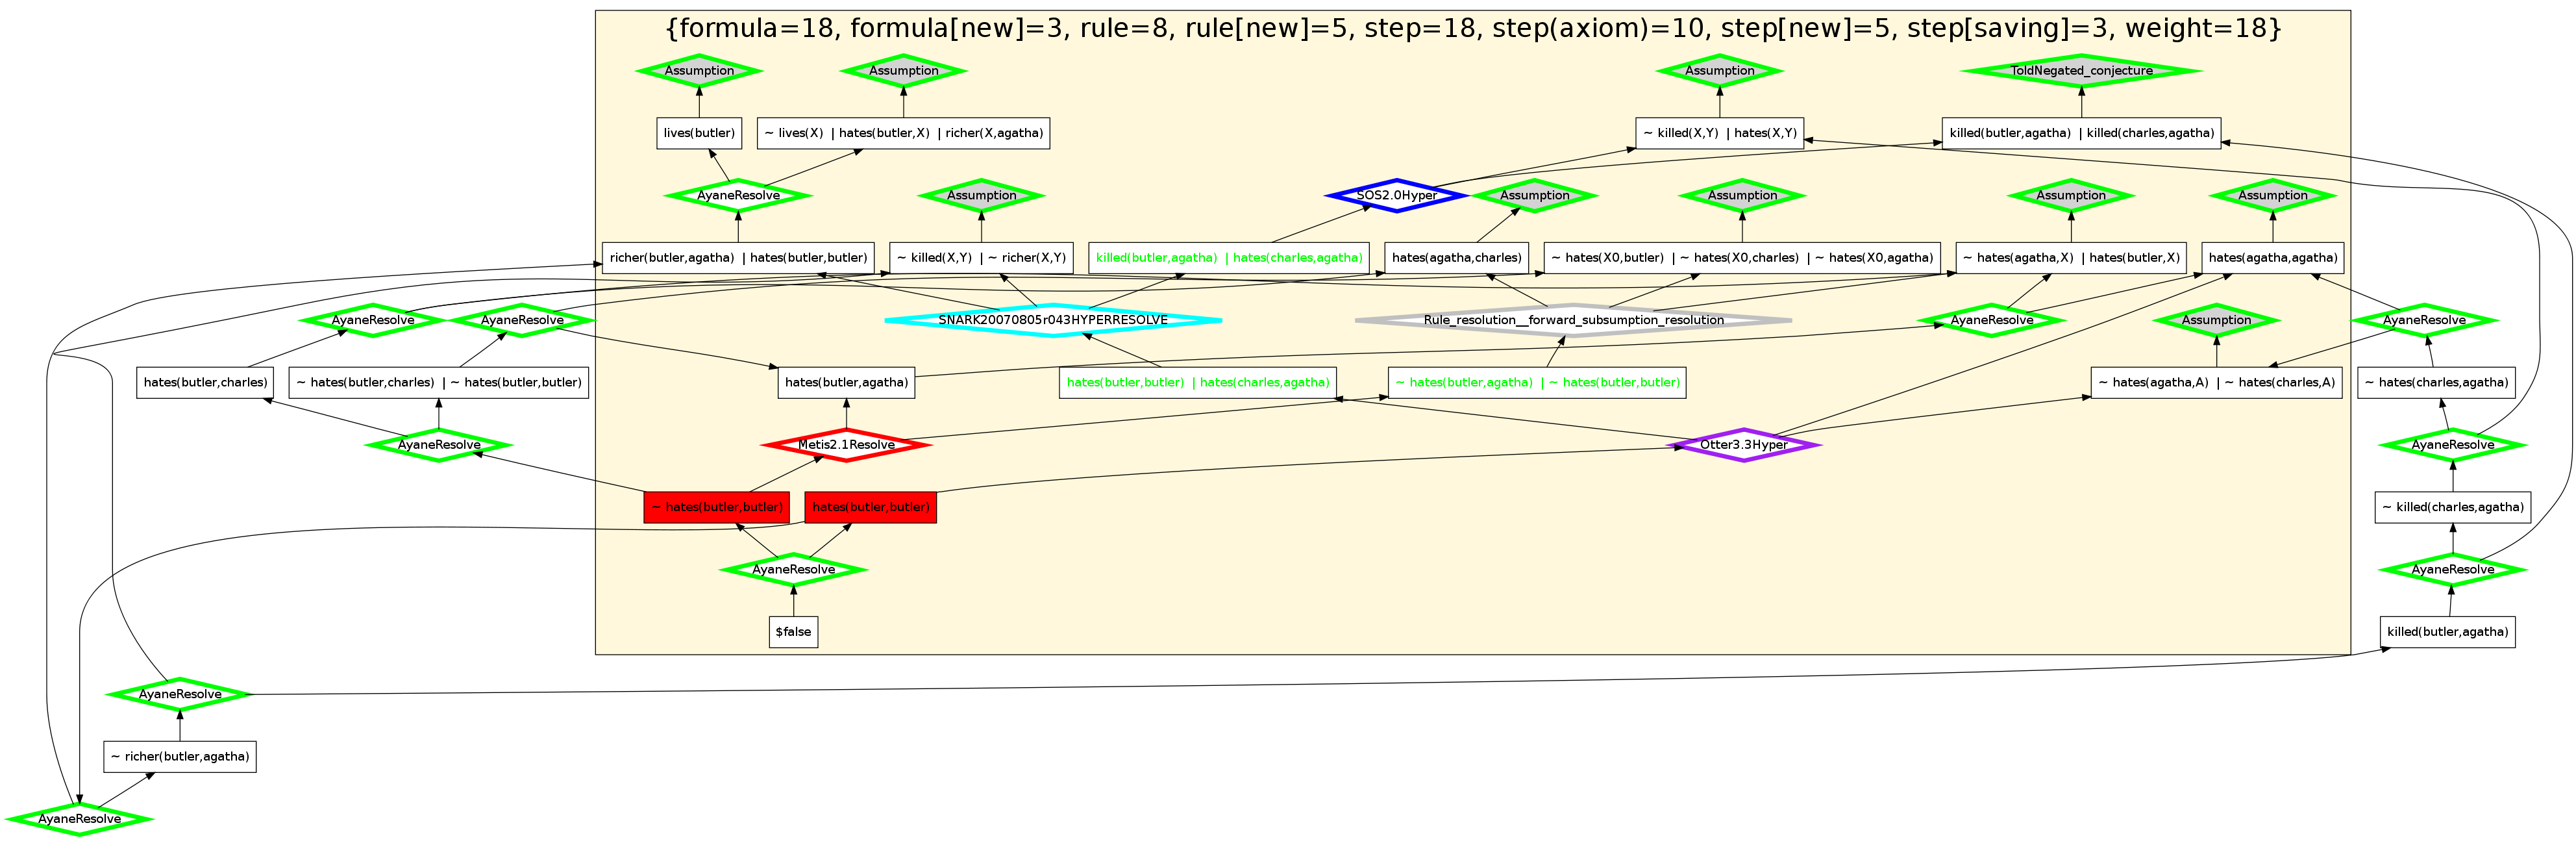 {formula=18, formula[new]=3, rule=8, rule[new]=5, step=18, step(axiom)=10, step[new]=5, step[saving]=3, weight=18}
Assumption
Assumption
Assumption
ToldNegated_conjecture
lives(butler)
~ lives(X) | hates(butler,X) | richer(X,agatha)
~ killed(X,Y) | hates(X,Y)
killed(butler,agatha) | killed(charles,agatha)
AyaneResolve
Assumption
SOS2.0Hyper
Assumption
Assumption
Assumption
Assumption
richer(butler,agatha) | hates(butler,butler)
~ killed(X,Y) | ~ richer(X,Y)
killed(butler,agatha) | hates(charles,agatha)
hates(agatha,charles)
~ hates(X0,butler) | ~ hates(X0,charles) | ~ hates(X0,agatha)
~ hates(agatha,X) | hates(butler,X)
hates(agatha,agatha)
AyaneResolve
AyaneResolve
SNARK20070805r043HYPERRESOLVE
Rule_resolution__forward_subsumption_resolution
AyaneResolve
Assumption
AyaneResolve
hates(butler,charles)
~ hates(butler,charles) | ~ hates(butler,butler)
hates(butler,agatha)
hates(butler,butler) | hates(charles,agatha)
~ hates(butler,agatha) | ~ hates(butler,butler)
~ hates(agatha,A) | ~ hates(charles,A)
~ hates(charles,agatha)
AyaneResolve
Metis2.1Resolve
Otter3.3Hyper
AyaneResolve
~ hates(butler,butler)
hates(butler,butler)
~ killed(charles,agatha)
AyaneResolve
AyaneResolve
$false
killed(butler,agatha)
AyaneResolve
~ richer(butler,agatha)
AyaneResolve